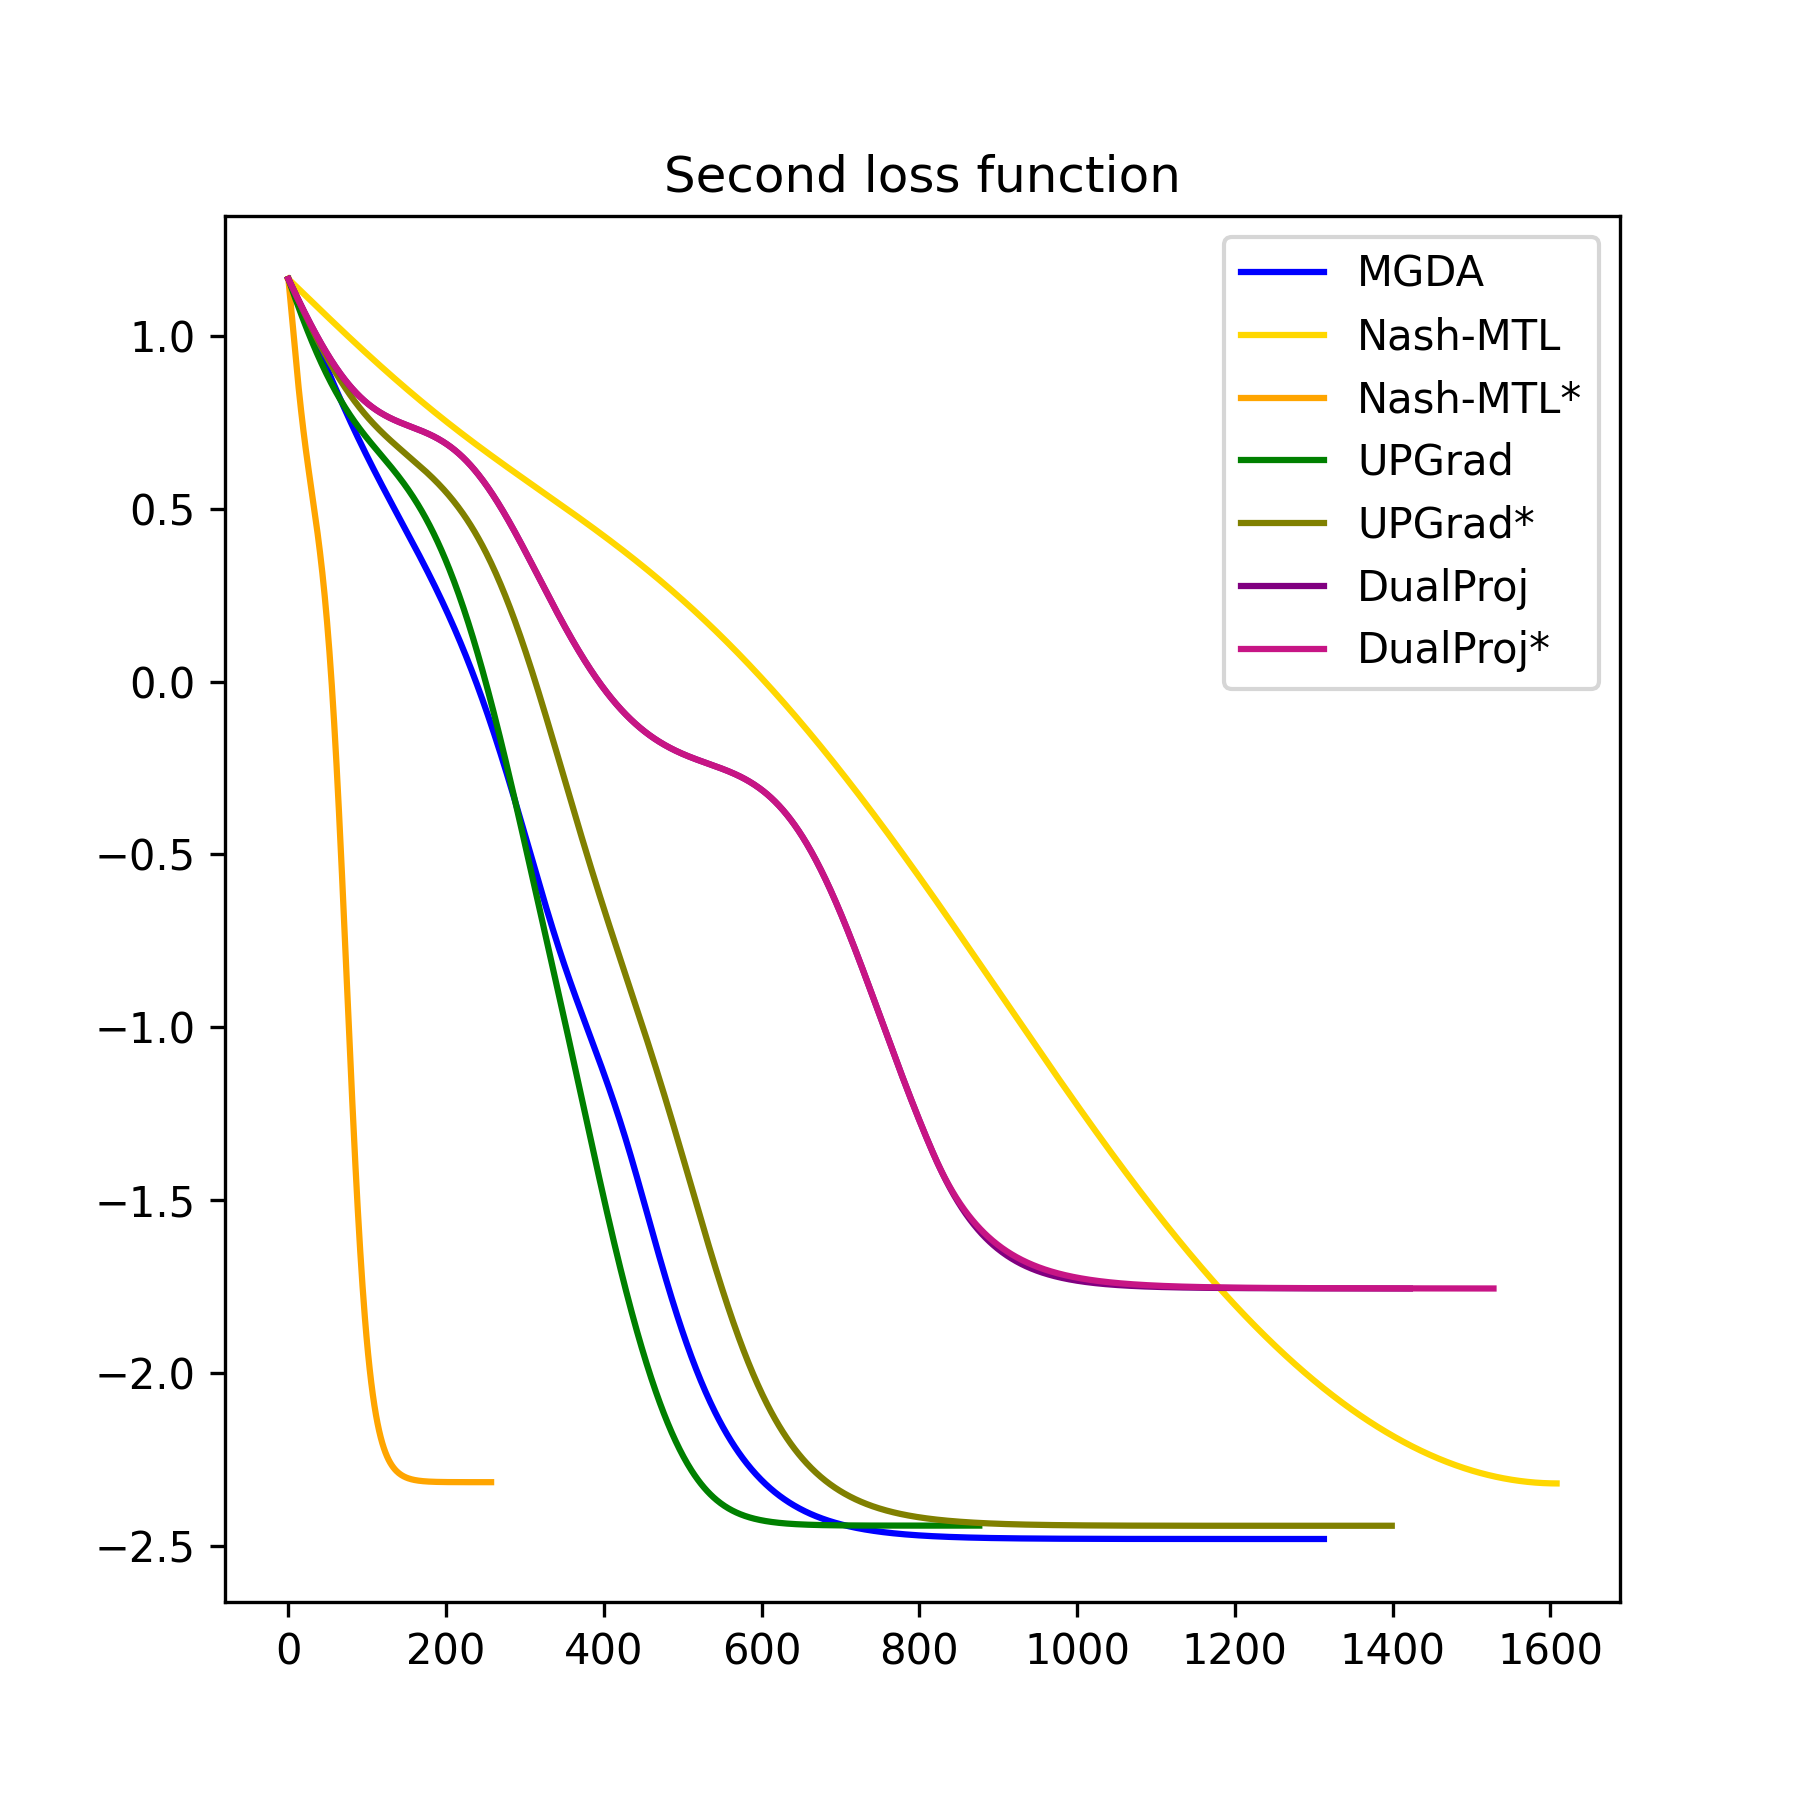 Second loss function
MGDA
Nash-MTL
Nash-MTL*
UPGrad
UPGrad*
DualProj
DualProj*
1.0
0.5
0.0
−0.5
−1.0
−1.5
−2.0
−2.5
0 200 400 600 800 1000 1200 1400 1600